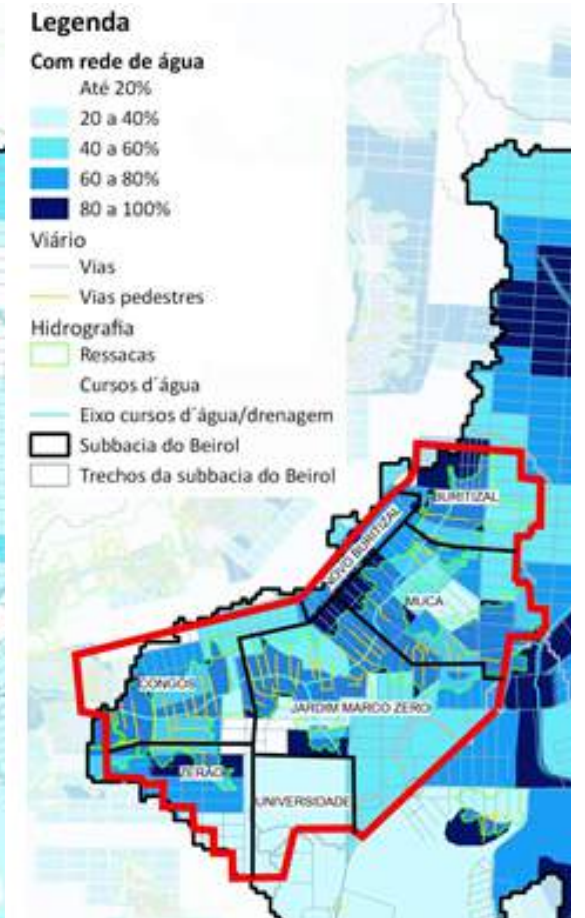 Legenda
Com rede de água
Até 20%
20 a 40%
40 a 60%
60 a 80%
80 a 100%
Viário
Vias
Vias pedestres
Hidrografia
Ressacas
Cursos d´água
Eixo cursos d´água/drenagem
Subbacia do Beirol
Trechos da subbacia do Beirol
BURITIZAL
NOVO BURITIZAL
MUCA
CONGÓS
JARDIM MARCO ZERO
ZERÃO
UNIVERSIDADE